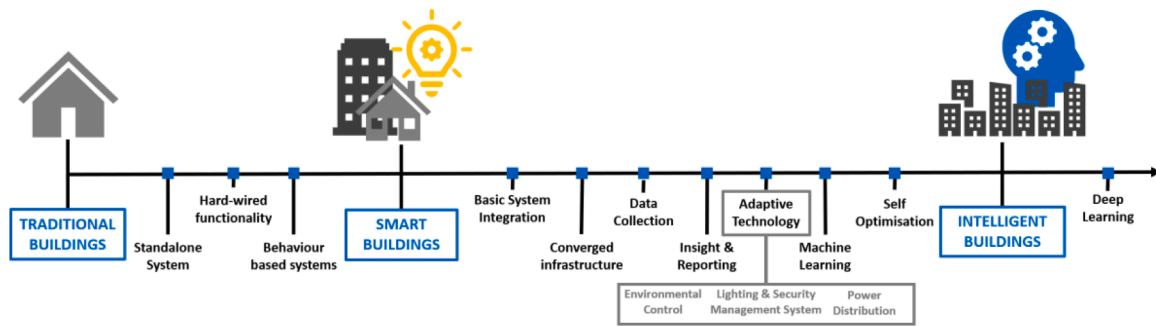 TRADITIONAL
BUILDINGS
Standalone
System
Hard-wired
functionality
Behaviour
based systems
SMART
BUILDINGS
Basic System
Integration
Converged
infrastructure
Data
Collection
Insight &
Reporting
Adaptive
Technology
Environmental
Control
Lighting & Security
Management System
Power
Distribution
Machine
Learning
Self
Optimisation
INTELLIGENT
BUILDINGS
Deep
Learning